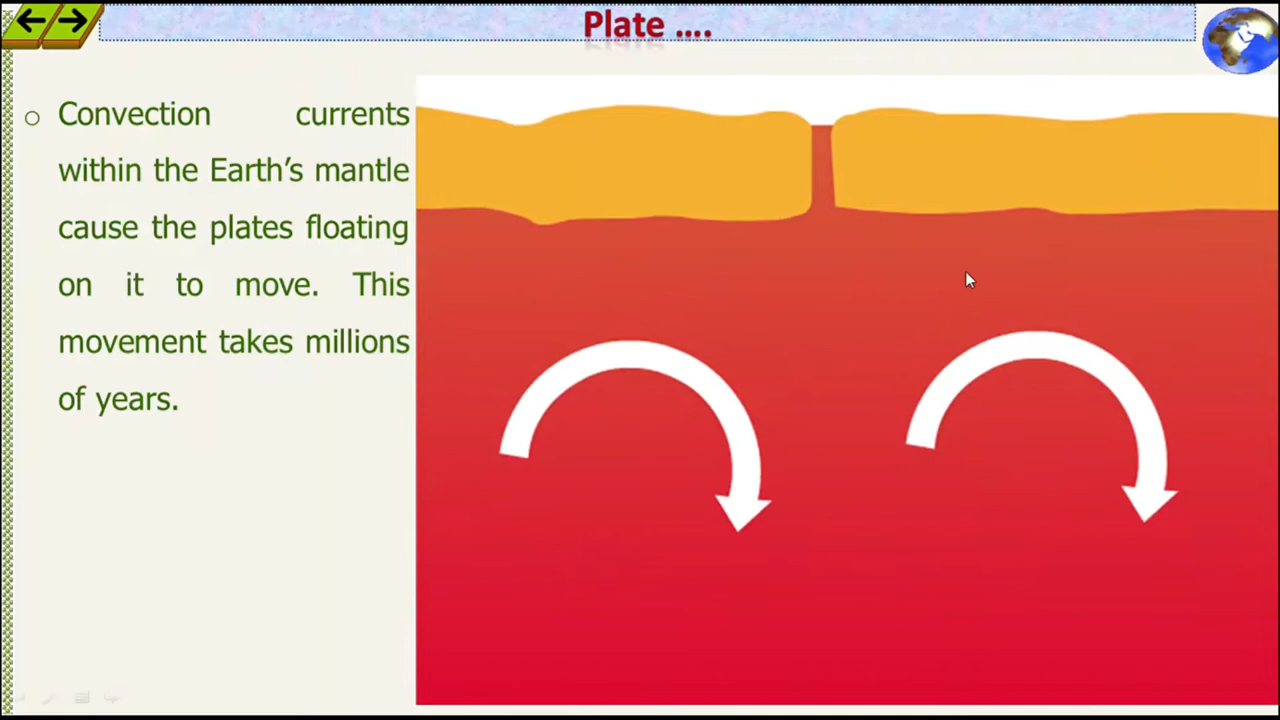 Plate ....
○ Convection currents
within the Earth’s mantle
cause the plates floating
on it to move. This
movement takes millions
of years.